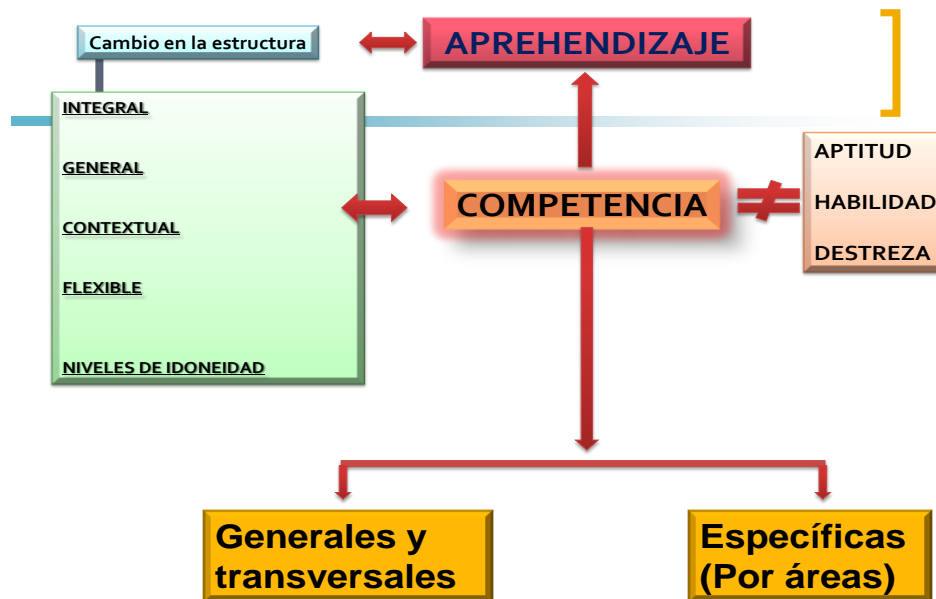 Cambio en la estructura
APREHENDIZAJE
INTEGRAL
GENERAL
CONTEXTUAL
FLEXIBLE
NIVELES DE IDONEIDAD
COMPETENCIA
APTITUD
HABILIDAD
DESTREZA
Generales y
transversales
Específicas
(Por áreas)